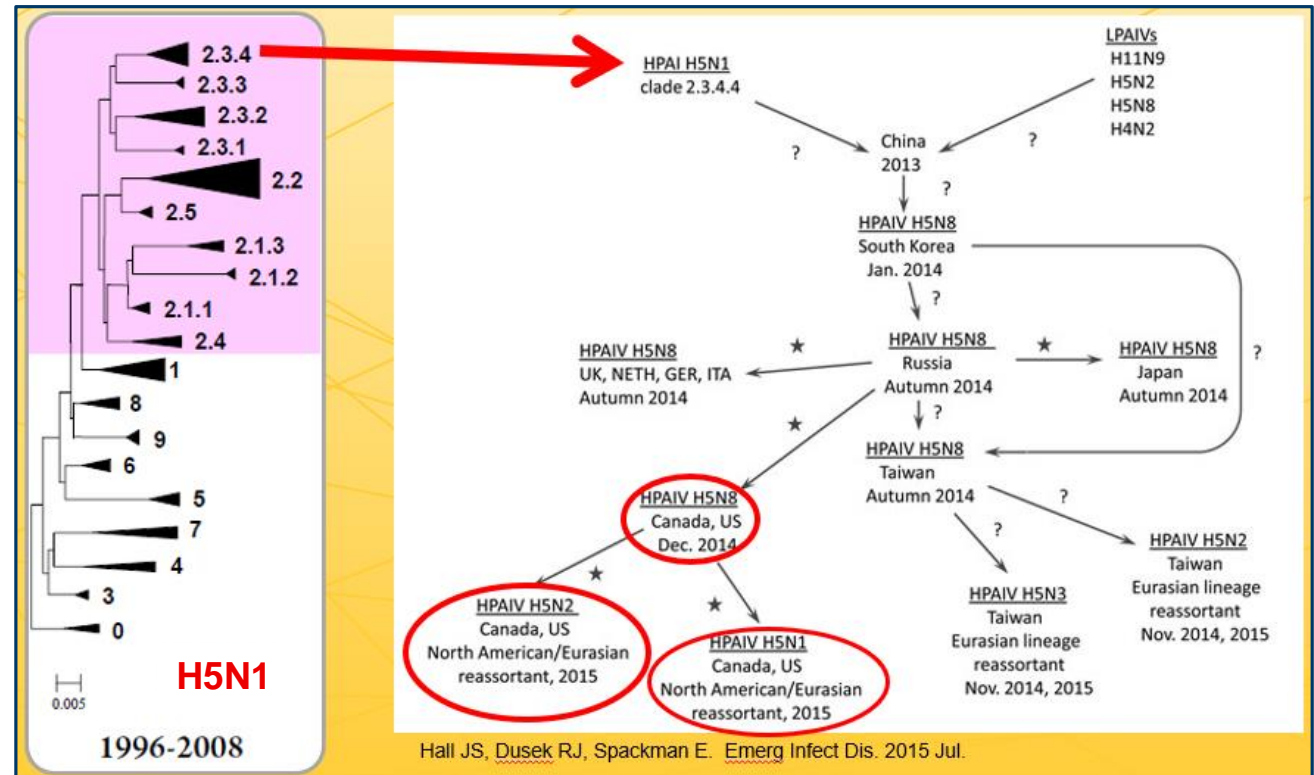 2.3.4
2.3.3
2.3.2
2.3.1
2.2
2.5
2.1.3
2.1.2
2.1.1
2.4
1
8
9
6
5
7
4
3
0
H5N1
0.005
1996-2008
HPAI H5N1
clade 2.3.4.4
LPAIVs
H11N9
H5N2
H5N8
H4N2
?
?
China
2013
?
HPAIV H5N8
South Korea
Jan. 2014
?
?
HPAIV H5N8
UK, NETH, GER, ITA
Autumn 2014
★
HPAIV H5N8
Russia
Autumn 2014
★
HPAIV H5N8
Japan
Autumn 2014
★
?
HPAIV H5N8
Taiwan
Autumn 2014
HPAIV H5N8
Canada, US
Dec. 2014
?
?
★
★
HPAIV H5N2
Canada, US
North American/Eurasian
reassortant, 2015
HPAIV H5N1
Canada, US
North American/Eurasian
reassortant, 2015
HPAIV H5N3
Taiwan
Eurasian lineage
reassortant
Nov. 2014, 2015
HPAIV H5N2
Taiwan
Eurasian lineage
reassortant
Nov. 2014, 2015
Hall JS, Dusek RJ, Spackman E. Emerg Infect Dis. 2015 Jul.